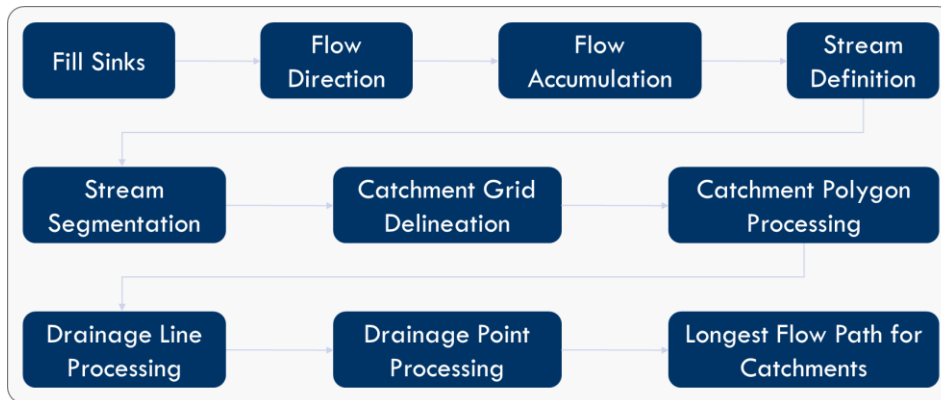 Fill Sinks
Flow
Direction
Flow
Accumulation
Stream
Definition
Stream
Segmentation
Catchment Grid
Delineation
Catchment Polygon
Processing
Drainage Line
Processing
Drainage Point
Processing
Longest Flow Path for
Catchments